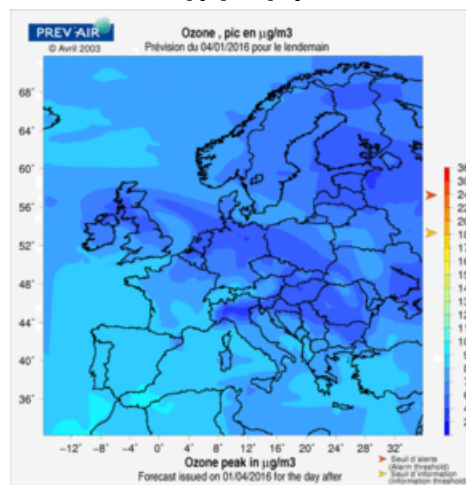 PREV'AIR
© Avril 2003
Ozone , pic en µg/m3
Prévision du 04/01/2016 pour le lendemain
68°
64°
60°
56°
52°
48°
44°
40°
36°
-12° -8° -4° 0° 4° 8° 12° 16° 20° 24° 28° 32°
Ozone peak in µg/m3
Forecast issued on 01/04/2016 for the day after
Seuil d'alerte
(Alarm threshold)
Seuil d'information
(Information threshold)